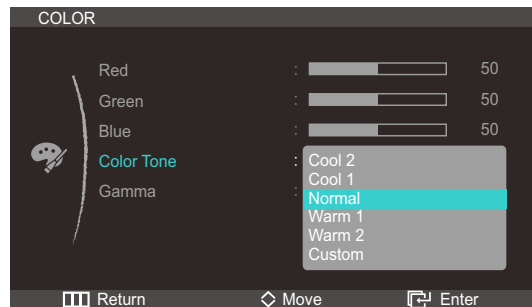 COLOR
Red : 50
Green : 50
Blue : 50
Color Tone : Cool 2
Cool 1
Gamma : Normal
Warm 1
Warm 2
Custom
Return Move Enter